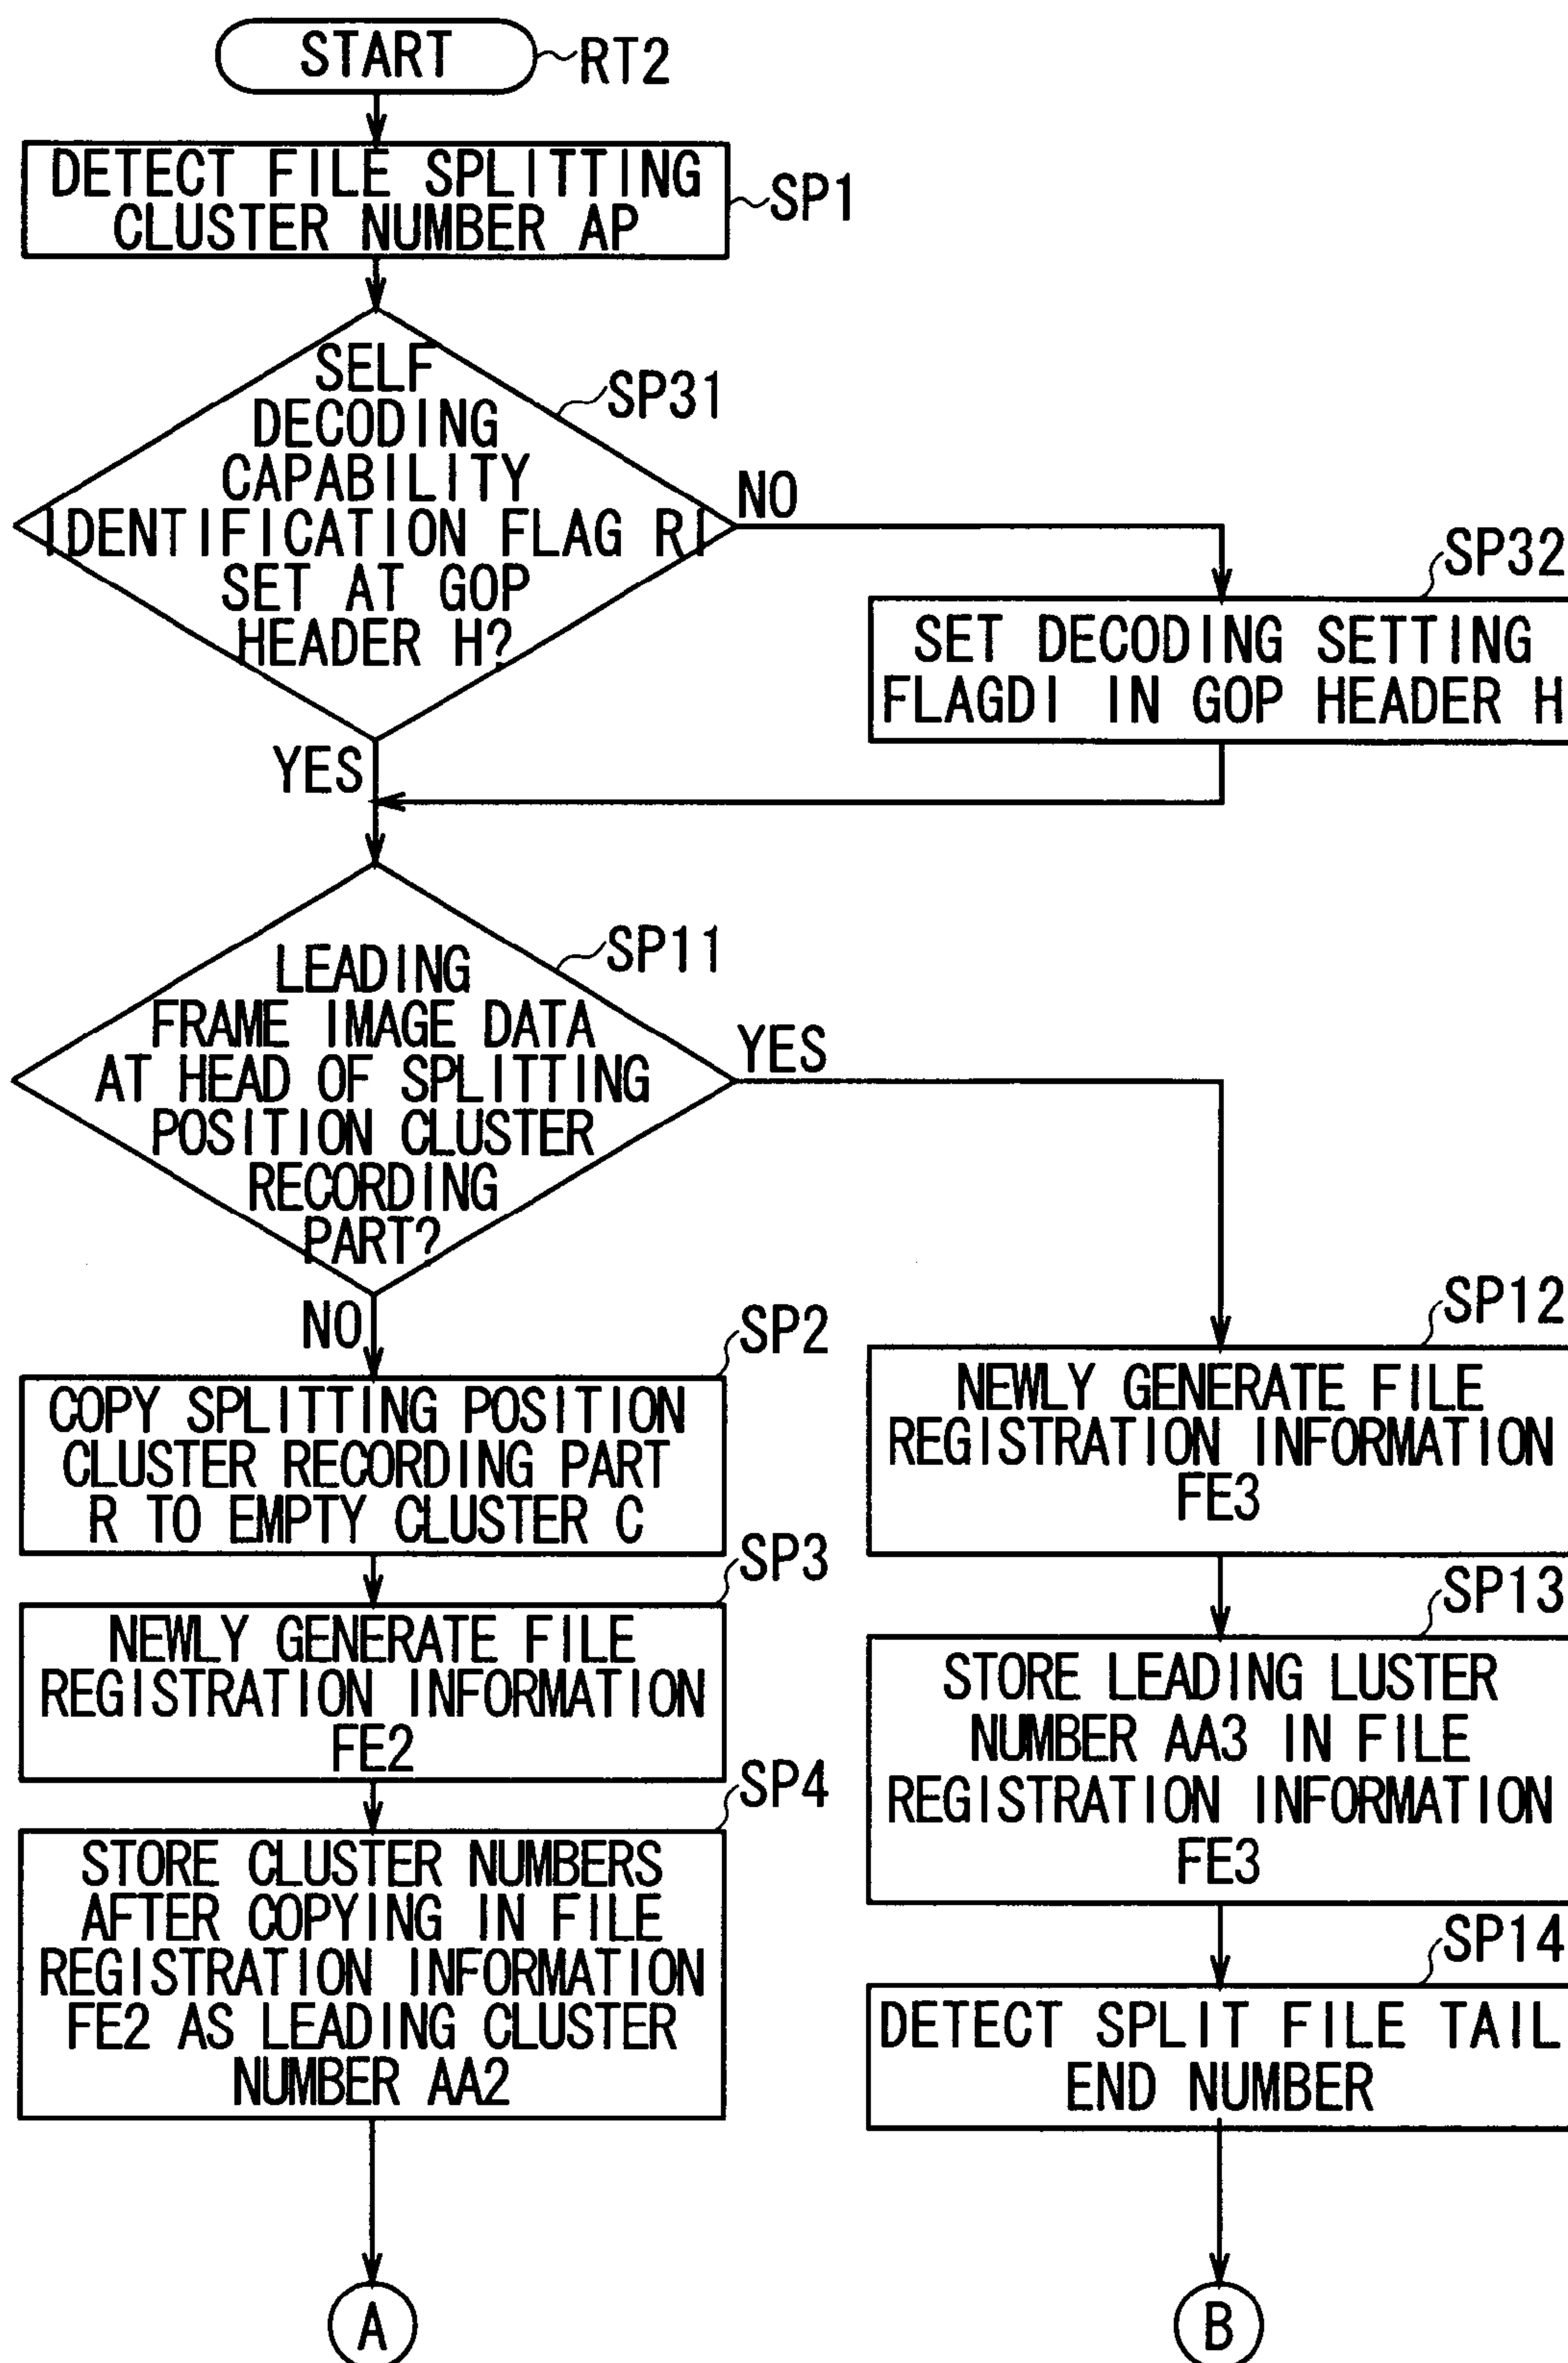 START
RT2
DETECT FILE SPLITTING
CLUSTER NUMBER AP
SP1
SELF
DECODING
CAPABILITY
IDENTIFICATION FLAG RI
SET AT GOP
HEADER H?
SP31
NO
SP32
SET DECODING SETTING
FLAGDI IN GOP HEADER H
YES
LEADING
FRAME IMAGE DATA
AT HEAD OF SPLITTING
POSITION CLUSTER
RECORDING
PART?
SP11
YES
NO
SP2
COPY SPLITTING POSITION
CLUSTER RECORDING PART
R TO EMPTY CLUSTER C
SP3
NEWLY GENERATE FILE
REGISTRATION INFORMATION
FE2
SP4
STORE CLUSTER NUMBERS
AFTER COPYING IN FILE
REGISTRATION INFORMATION
FE2 AS LEADING CLUSTER
NUMBER AA2
A
SP12
NEWLY GENERATE FILE
REGISTRATION INFORMATION
FE3
SP13
STORE LEADING LUSTER
NUMBER AA3 IN FILE
REGISTRATION INFORMATION
FE3
SP14
DETECT SPLIT FILE TAIL
END NUMBER
B